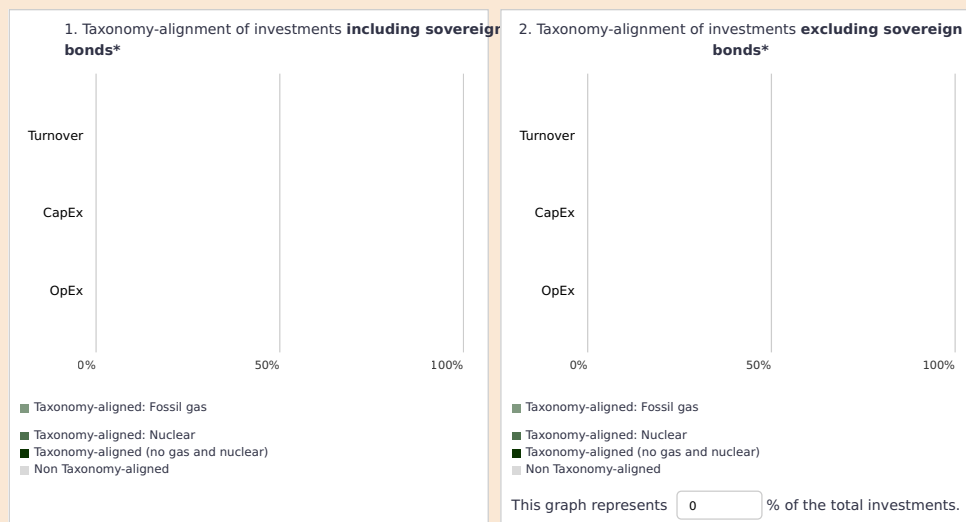 1. Taxonomy-alignment of investments including sovereign
bonds*
Turnover
CapEx
OpEx
0% 50% 100%
Taxonomy-aligned: Fossil gas
Taxonomy-aligned: Nuclear
Taxonomy-aligned (no gas and nuclear)
Non Taxonomy-aligned
2. Taxonomy-alignment of investments excluding sovereign
bonds*
Turnover
CapEx
OpEx
0% 50% 100%
Taxonomy-aligned: Fossil gas
Taxonomy-aligned: Nuclear
Taxonomy-aligned (no gas and nuclear)
Non Taxonomy-aligned
This graph represents 0 % of the total investments.